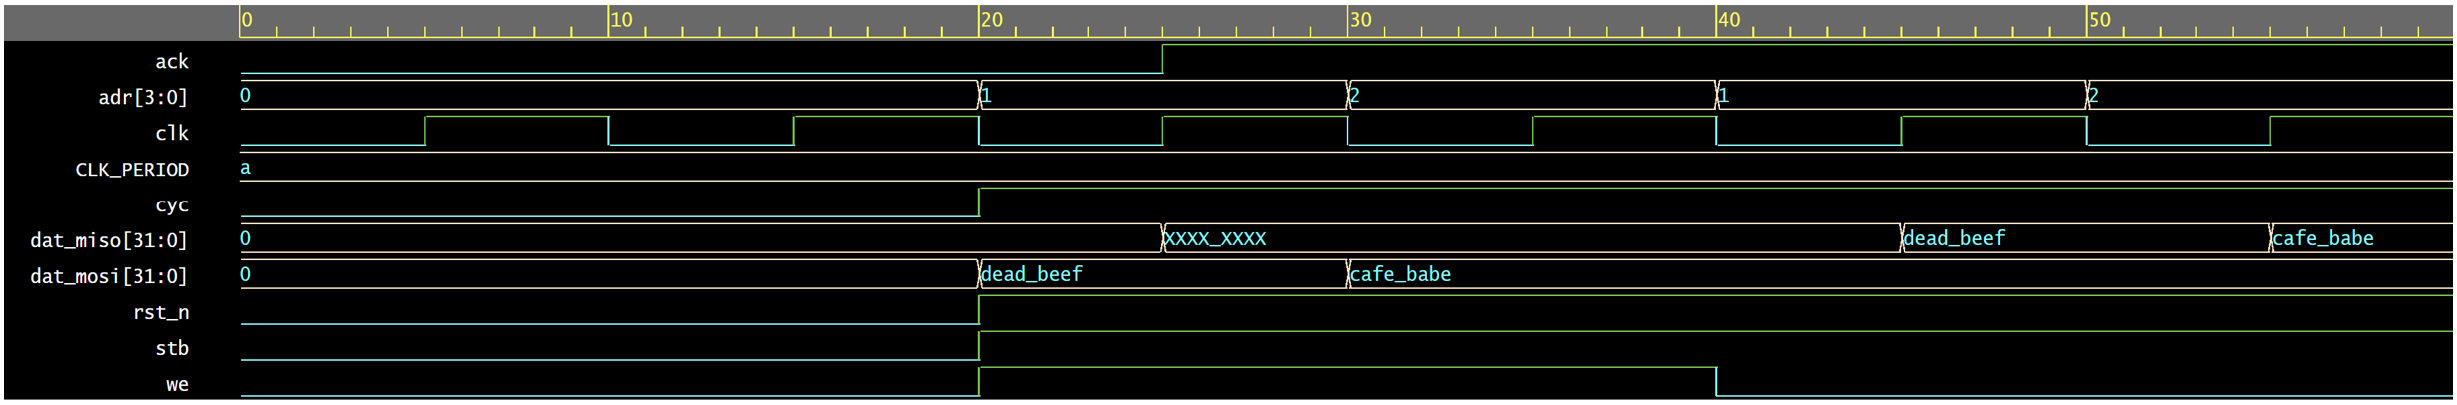 0 10 20 30 40 50
ack
adr[3:0] 0 1 2 1 2
clk
CLK_PERIOD a
cyc
dat_miso[31:0] 0 XXXX_XXXX dead_beef cafe_babe
dat_mosi[31:0] 0 dead_beef cafe_babe
rst_n
stb
we